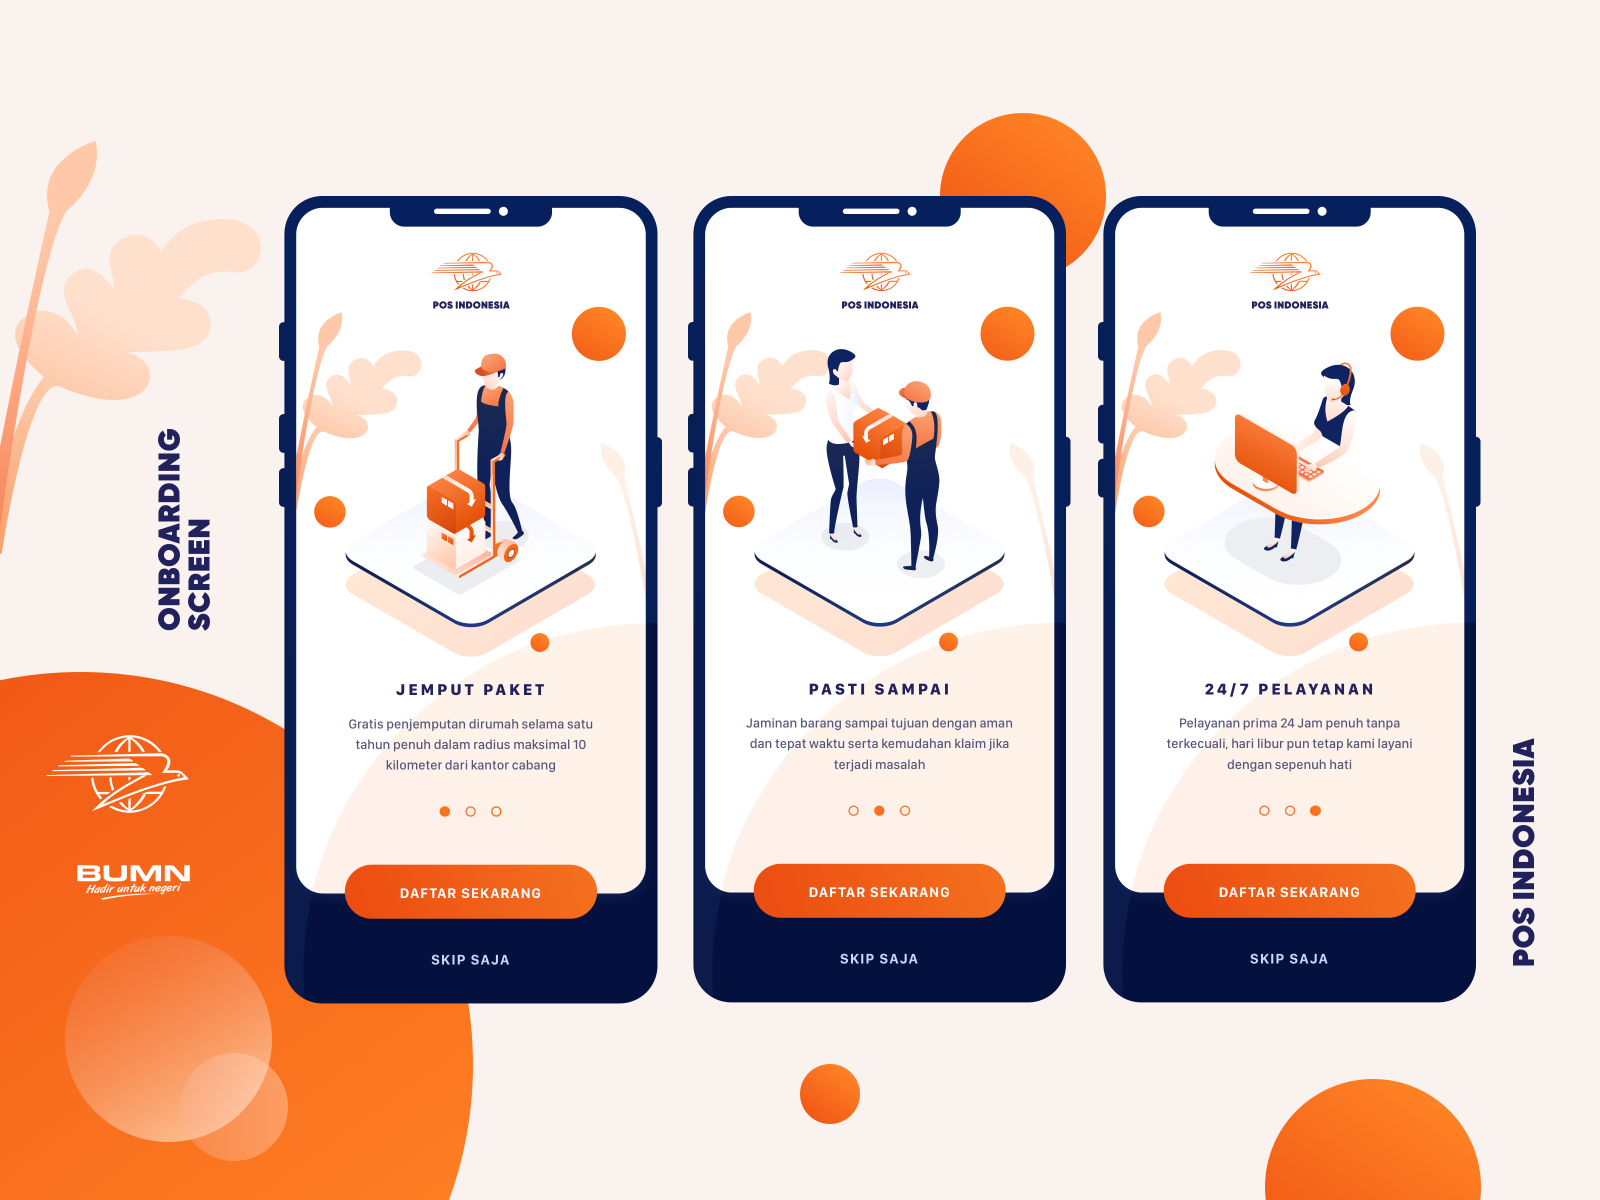 ONBOARDING
SCREEN
BUMN
Hadir untuk negeri
POS INDONESIA
JEMPUT PAKET
Gratis penjemputan dirumah selama satu
tahun penuh dalam radius maksimal 10
kilometer dari kantor cabang
DAFTAR SEKARANG
SKIP SAJA
POS INDONESIA
PASTI SAMPAI
Jaminan barang sampai tujuan dengan aman
dan tepat waktu serta kemudahan klaim jika
terjadi masalah
DAFTAR SEKARANG
SKIP SAJA
POS INDONESIA
24/7 PELAYANAN
Pelayanan prima 24 Jam penuh tanpa
terkecuali, hari libur pun tetap kami layani
dengan sepenuh hati
DAFTAR SEKARANG
SKIP SAJA
POS INDONESIA